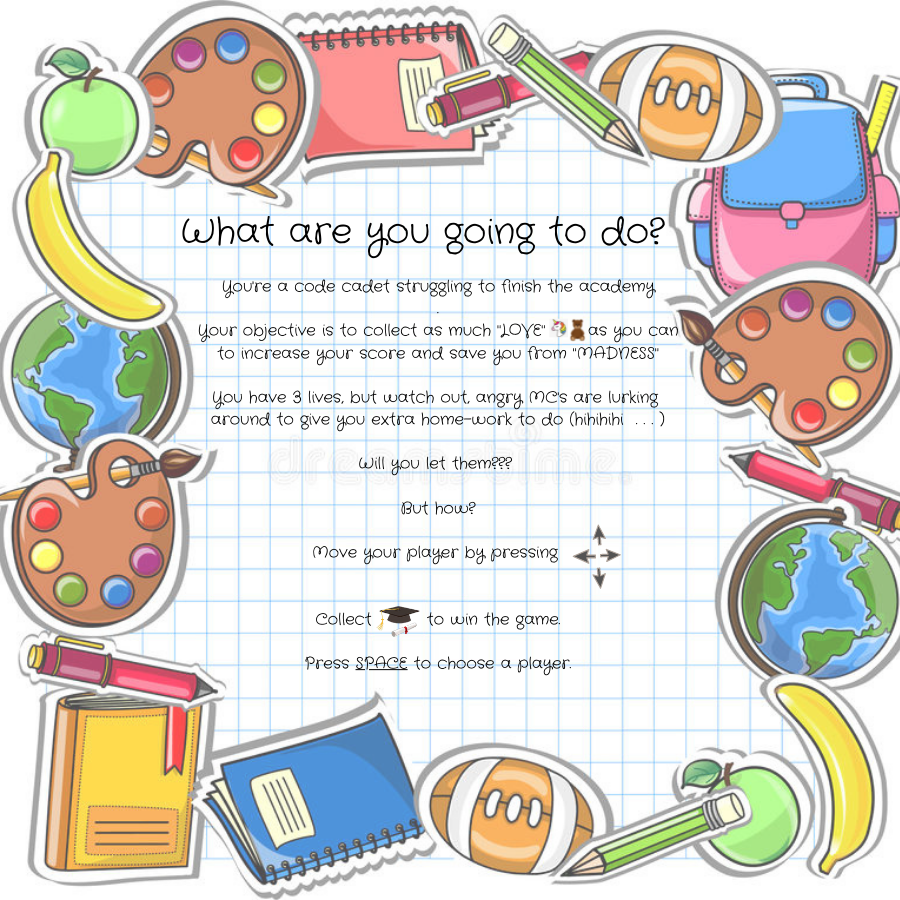 What are you going to do?
You're a code cadet struggling to finish the academy
.
Your objective is to collect as much "LOVE" 🦄🧸 as you can
to increase your score and save you from "MADNESS"
You have 3 lives, but watch out, angry MC's are lurking
around to give you extra home-work to do (hihihihi ...)
dreamstime.
Will you let them???
But how?
Move your player by pressing
Collect 🎓 to win the game.
Press SPACE to choose a player.